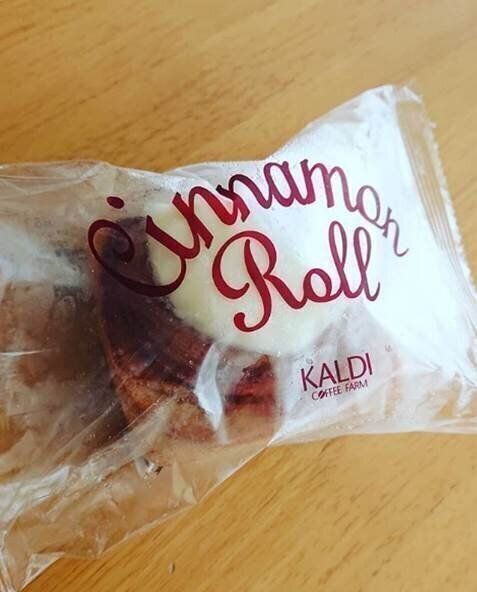 Cinnamon
Roll
KALDI
COFFEE FARM